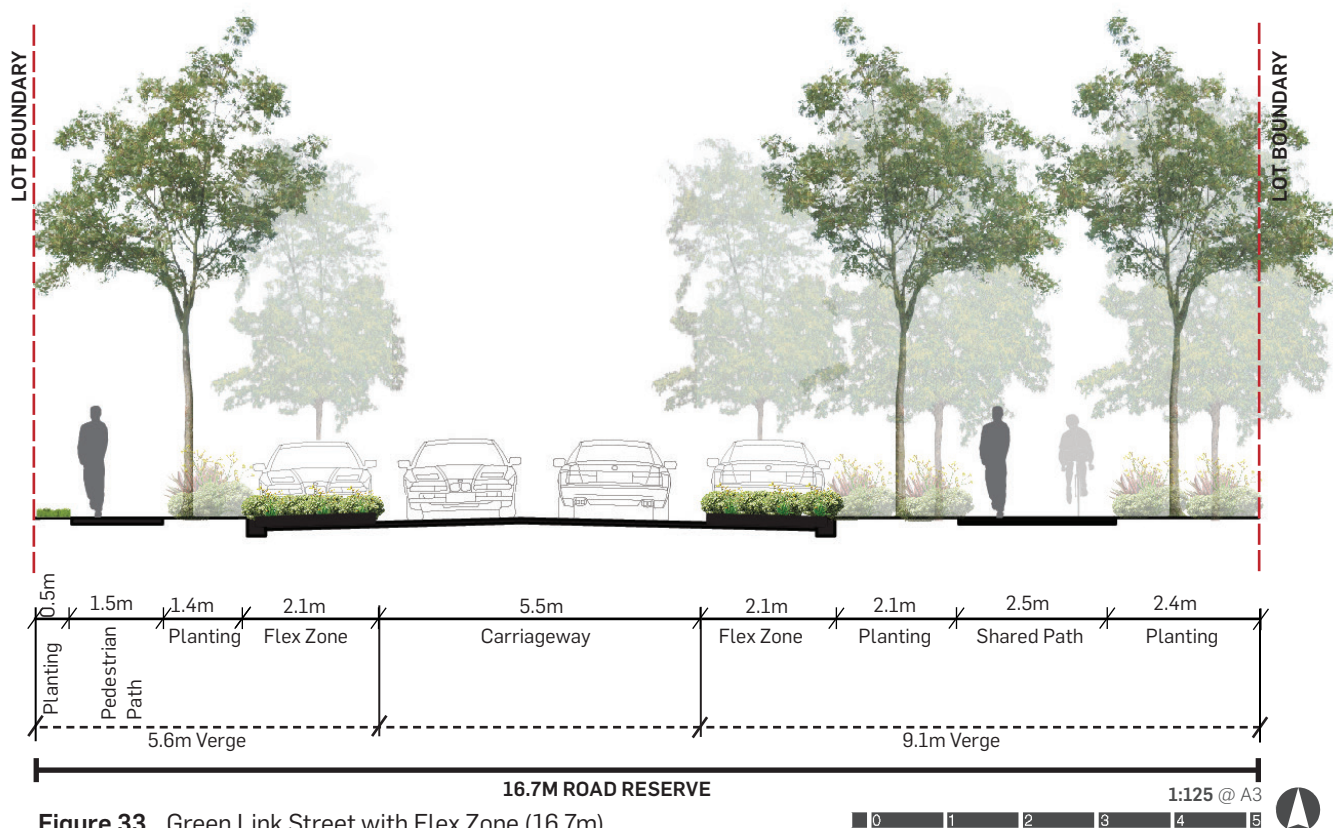 LOT BOUNDARY
LOT BOUNDARY
0.5m
1.5m
1.4m
2.1m
5.5m
2.1m
2.1m
2.5m
2.4m
Planting
Pedestrian
Path
Planting
Flex Zone
Carriageway
Flex Zone
Planting
Shared Path
Planting
5.6m Verge
9.1m Verge
16.7M ROAD RESERVE
1:125 @ A3
0 1 2 3 4 5
Figure 33 Green Link Street with Flex Zone (16.7m)